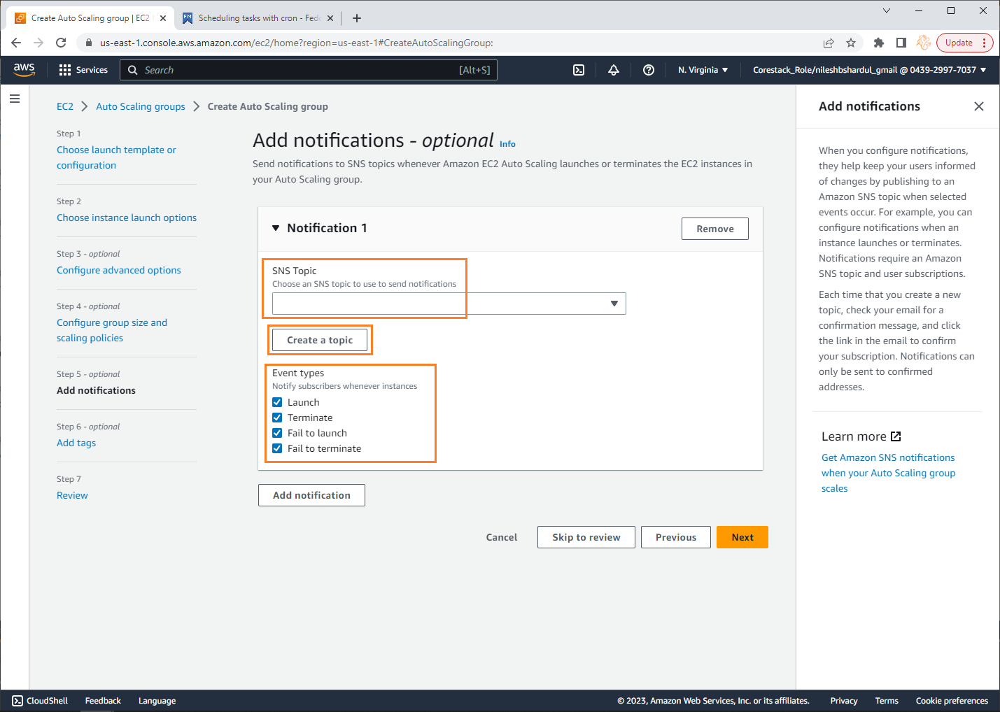 Create Auto Scaling group | EC2
Scheduling tasks with cron - Fed
us-east-1.console.aws.amazon.com/ec2/home?region=us-east-1#CreateAutoScalingGroup:
Update
aws
Services
Search
[Alt+S]
N. Virginia
Corestack_Role/nileshbshardul_gmail @ 0439-2997-7037
EC2
Auto Scaling groups
Create Auto Scaling group
Step 1
Choose launch template or
configuration
Step 2
Choose instance launch options
Step 3 - optional
Configure advanced options
Step 4 - optional
Configure group size and
scaling policies
Step 5 - optional
Add notifications
Step 6 - optional
Add tags
Step 7
Review
Add notifications - optional Info
Send notifications to SNS topics whenever Amazon EC2 Auto Scaling launches or terminates the EC2 instances in
your Auto Scaling group.
Notification 1
Remove
SNS Topic
Choose an SNS topic to use to send notifications
Create a topic
Event types
Notify subscribers whenever instances
Launch
Terminate
Fail to launch
Fail to terminate
Add notification
Cancel
Skip to review
Previous
Next
Add notifications
When you configure notifications,
they help keep your users informed
of changes by publishing to an
Amazon SNS topic when selected
events occur. For example, you can
configure notifications when an
instance launches or terminates.
Notifications require an Amazon
SNS topic and user subscriptions.
Each time that you create a new
topic, check your email for a
confirmation message, and click
the link in the email to confirm
your subscription. Notifications can
only be sent to confirmed
addresses.
Learn more
Get Amazon SNS notifications
when your Auto Scaling group
scales
CloudShell
Feedback
Language
© 2023, Amazon Web Services, Inc. or its affiliates.
Privacy
Terms
Cookie preferences